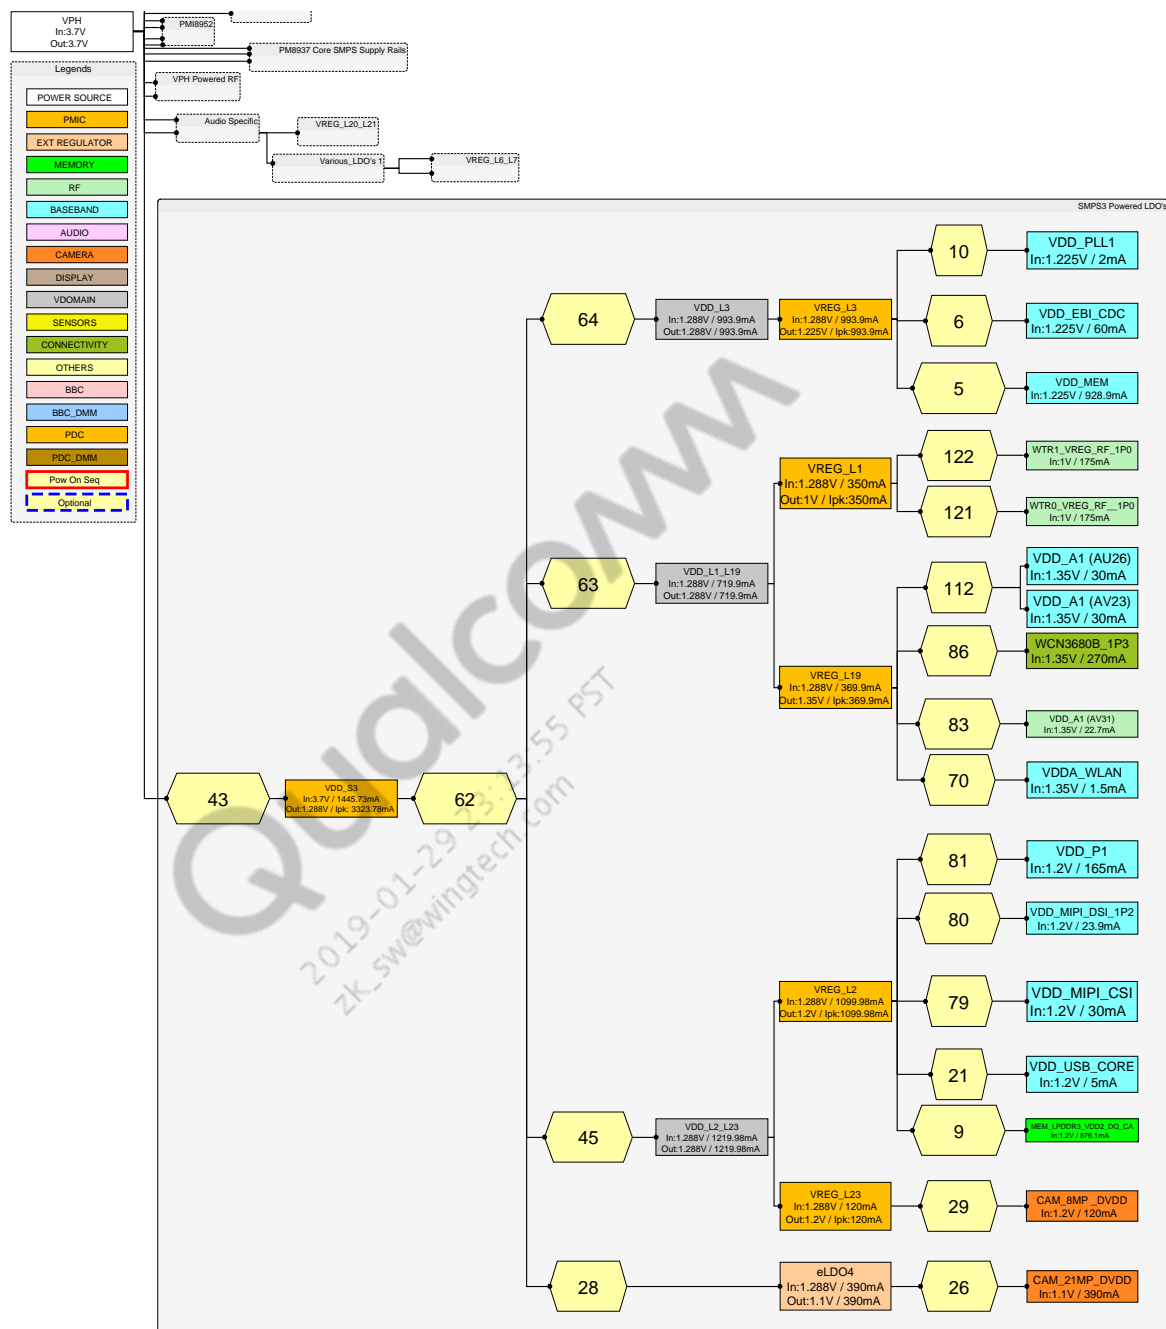 VPH
In:3.7V
Out:3.7V
PMI8952
PM8937 Core SMPS Supply Rails
VPH Powered RF
Audio Specific
VREG_L20_L21
Various_LDO's 1
VREG_L6_L7
Legends
POWER SOURCE
PMIC
EXT REGULATOR
MEMORY
RF
BASEBAND
AUDIO
CAMERA
DISPLAY
VDOMAIN
SENSORS
CONNECTIVITY
OTHERS
BBC
BBC_DMM
PDC
PDC_DMM
Pow On Seq
Optional
SMPS3 Powered LDO's
43
VDD_S3
In:3.7V / 1445.73mA
Out:1.288V / Ipk: 3323.78mA
62
64
VDD_L3
In:1.288V / 993.9mA
Out:1.288V / 993.9mA
VREG_L3
In:1.288V / 993.9mA
Out:1.225V / Ipk:993.9mA
10
VDD_PLL1
In:1.225V / 2mA
6
VDD_EBI_CDC
In:1.225V / 60mA
5
VDD_MEM
In:1.225V / 928.9mA
63
VDD_L1_L19
In:1.288V / 719.9mA
Out:1.288V / 719.9mA
VREG_L1
In:1.288V / 350mA
Out:1V / Ipk:350mA
122
WTR1_VREG_RF_1P0
In:1V / 175mA
121
WTR0_VREG_RF__1P0
In:1V / 175mA
VREG_L19
In:1.288V / 369.9mA
Out:1.35V / Ipk:369.9mA
112
VDD_A1 (AU26)
In:1.35V / 30mA
VDD_A1 (AV23)
In:1.35V / 30mA
86
WCN3680B_1P3
In:1.35V / 270mA
83
VDD_A1 (AV31)
In:1.35V / 22.7mA
70
VDDA_WLAN
In:1.35V / 1.5mA
45
VDD_L2_L23
In:1.288V / 1219.98mA
Out:1.288V / 1219.98mA
VREG_L2
In:1.288V / 1099.98mA
Out:1.2V / Ipk:1099.98mA
81
VDD_P1
In:1.2V / 165mA
80
VDD_MIPI_DSI_1P2
In:1.2V / 23.9mA
79
VDD_MIPI_CSI
In:1.2V / 30mA
21
VDD_USB_CORE
In:1.2V / 5mA
9
MEM_LPDDR3_VDD2_DQ_CA
In:1.2V / 876.1mA
VREG_L23
In:1.288V / 120mA
Out:1.2V / Ipk:120mA
29
CAM_8MP _DVDD
In:1.2V / 120mA
28
eLDO4
In:1.288V / 390mA
Out:1.1V / 390mA
26
CAM_21MP_DVDD
In:1.1V / 390mA
Qualcomm
2019-01-29 23:13:55 PST
zk_sw@wingtech.com